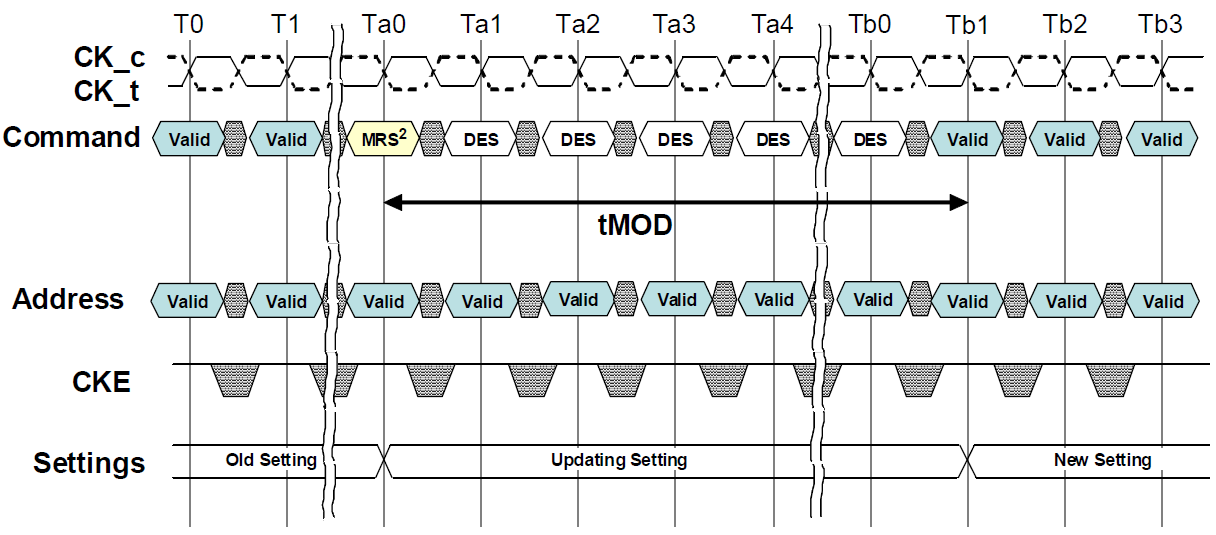 T0 T1 Ta0 Ta1 Ta2 Ta3 Ta4 Tb0 Tb1 Tb2 Tb3
CK_c
CK_t
Command Valid Valid MRS2 DES DES DES DES DES Valid Valid Valid
tMOD
Address Valid Valid Valid Valid Valid Valid Valid Valid Valid Valid Valid
CKE
Settings Old Setting Updating Setting New Setting